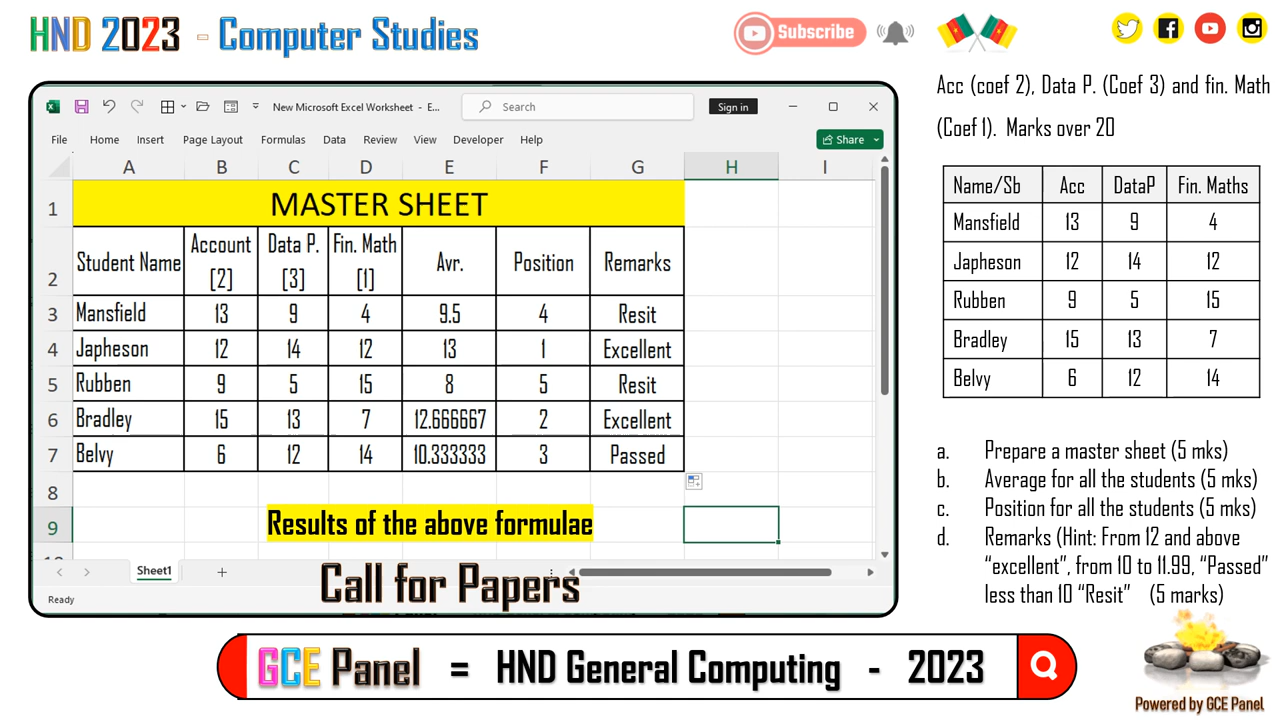 HND 2023 - Computer Studies
Subscribe
New Microsoft Excel Worksheet - E...
Search
Sign in
File Home Insert Page Layout Formulas Data Review View Developer Help
Share
A B C D E F G H I
1 MASTER SHEET
2 Student Name Account [2] Data P. [3] Fin. Math [1] Avr. Position Remarks
3 Mansfield 13 9 4 9.5 4 Resit
4 Japheson 12 14 12 13 1 Excellent
5 Rubben 9 5 15 8 5 Resit
6 Bradley 15 13 7 12.666667 2 Excellent
7 Belvy 6 12 14 10.333333 3 Passed
8
9 Results of the above formulae
Sheet1
Call for Papers
Ready
Acc (coef 2), Data P. (Coef 3) and fin. Math
(Coef 1). Marks over 20
Name/Sb Acc DataP Fin. Maths
Mansfield 13 9 4
Japheson 12 14 12
Rubben 9 5 15
Bradley 15 13 7
Belvy 6 12 14
a. Prepare a master sheet (5 mks)
b. Average for all the students (5 mks)
c. Position for all the students (5 mks)
d. Remarks (Hint: From 12 and above
“excellent”, from 10 to 11.99, “Passed”
less than 10 “Resit” (5 marks)
GCE Panel = HND General Computing - 2023
Powered by GCE Panel